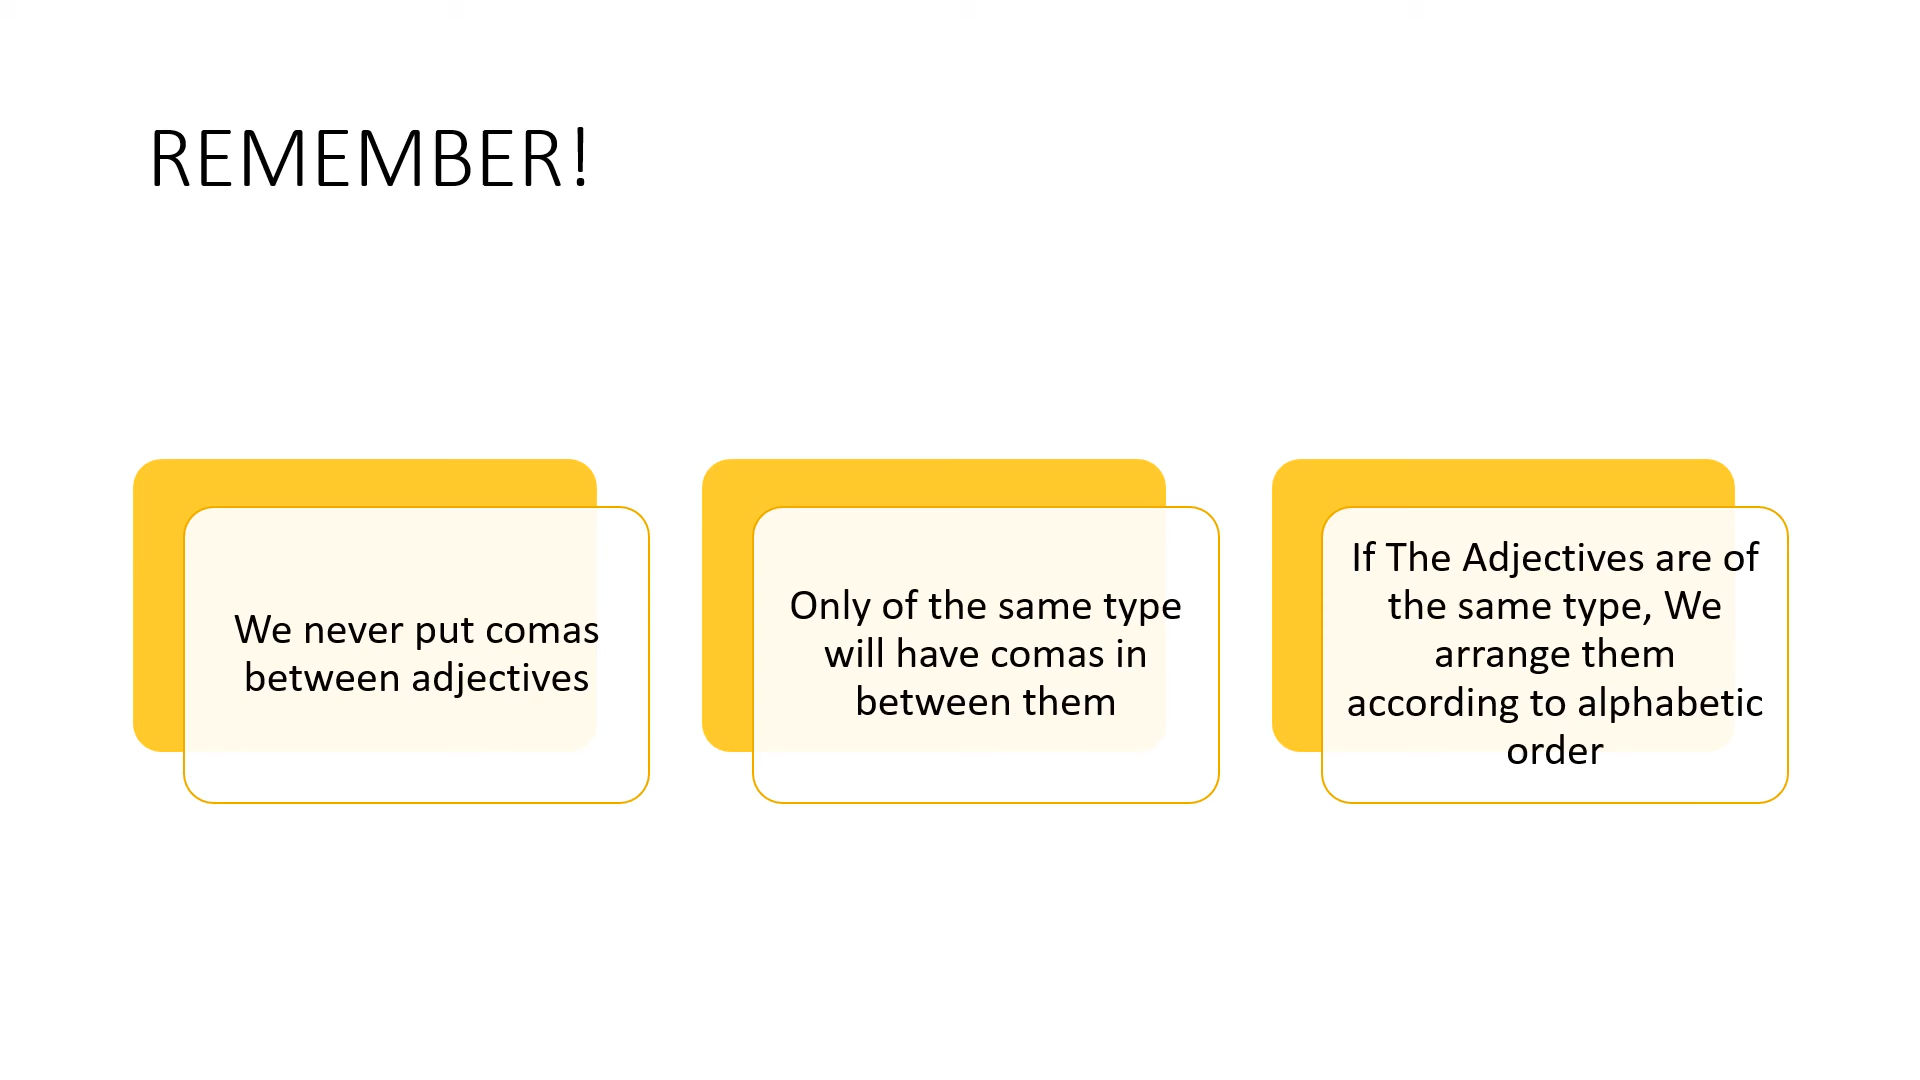 REMEMBER!
We never put comas
between adjectives
Only of the same type
will have comas in
between them
If The Adjectives are of
the same type, We
arrange them
according to alphabetic
order